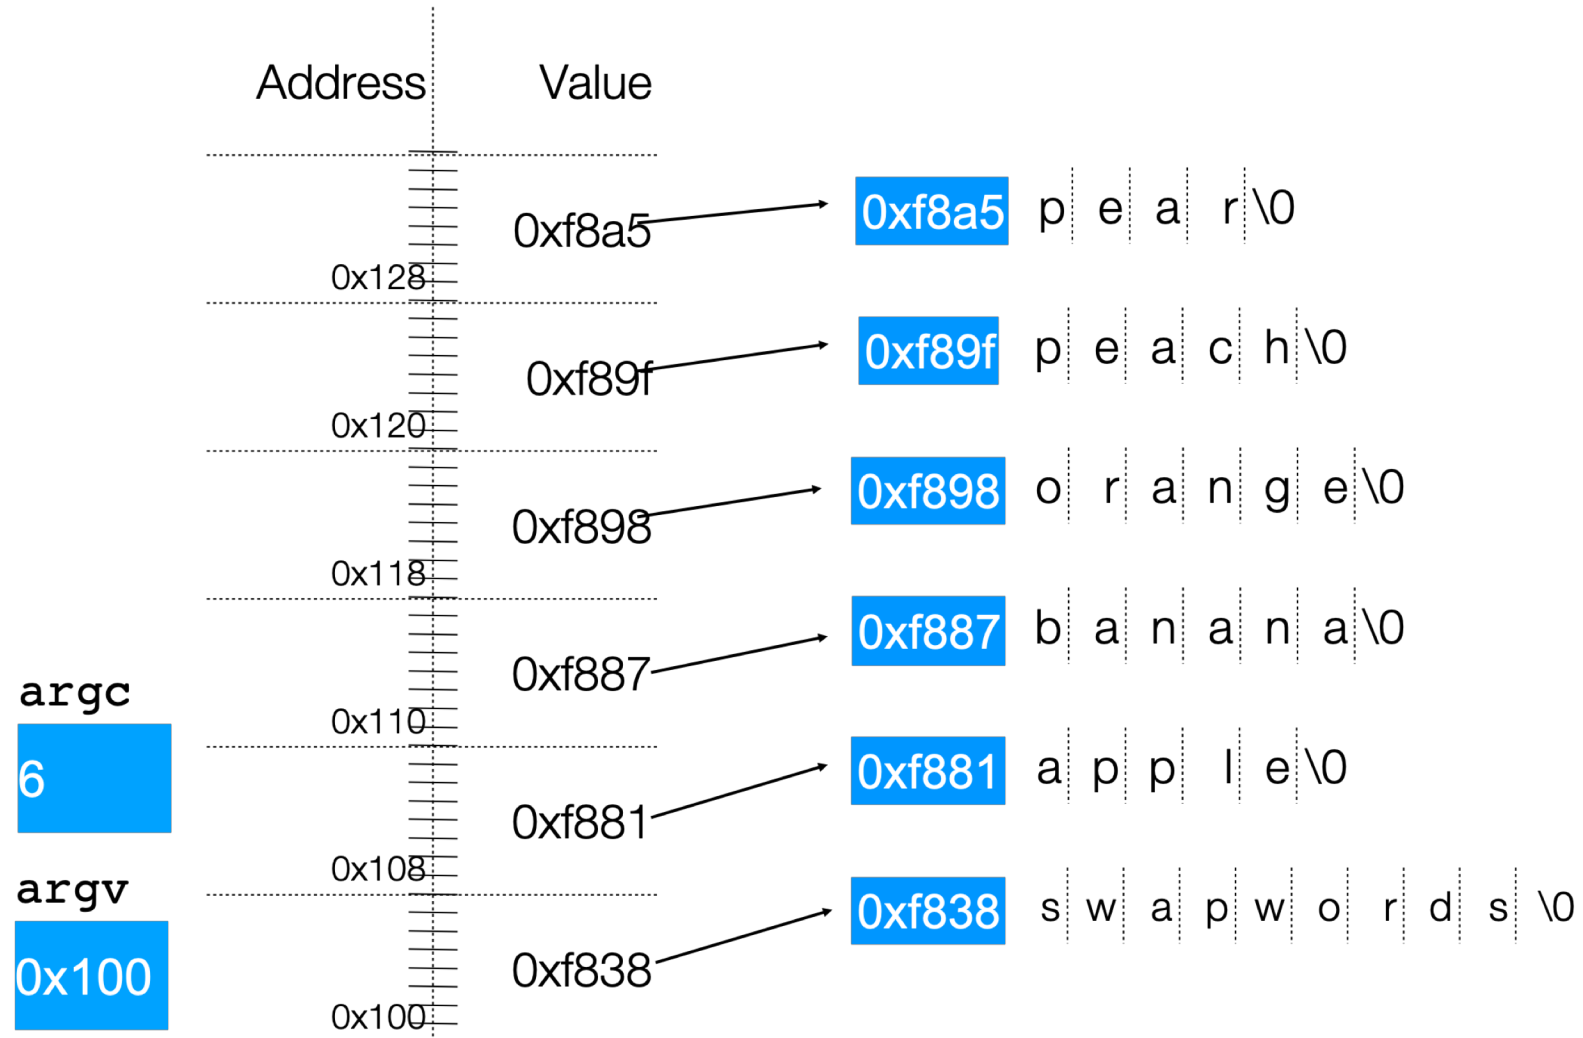 Address Value
0xf8a5 0xf8a5 p e a r \0
0x128
0xf89f 0xf89f p e a c h \0
0x120
0xf898 0xf898 o r a n g e \0
0x118
0xf887 0xf887 b a n a n a \0
argc
0x110
6
0xf881 0xf881 a p p l e \0
0x108
argv
0xf838 0xf838 s w a p w o r d s \0
0x100
0x100